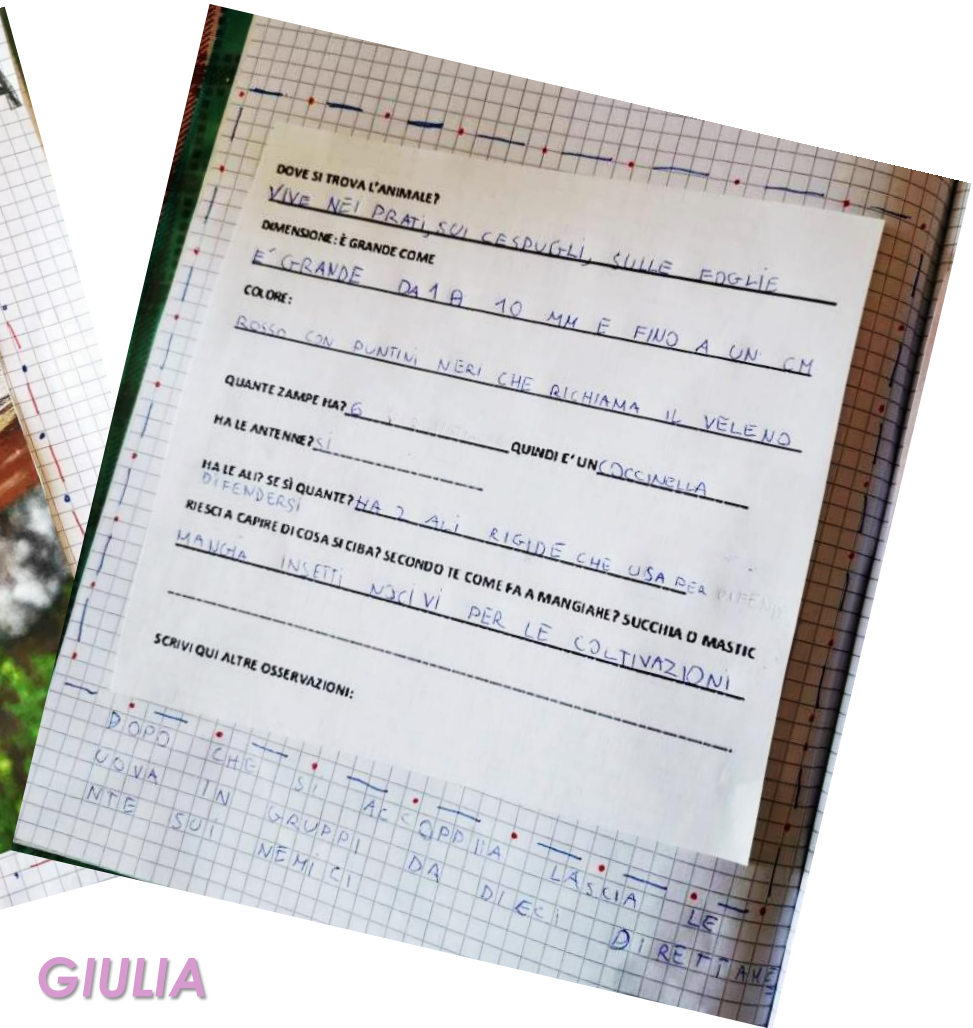 DOVE SI TROVA L'ANIMALE?
VIVE NEI PRATI, SUI CESPUGLI, SULLE FOGLIE
DIMENSIONE: È GRANDE COME
E' GRANDE DA 1 A 10 MM E FINO A UN CM
COLORE:
ROSSO CON PUNTINI NERI CHE RICHIAMA IL VELENO
QUANTE ZAMPE HA? 6 QUINDI E' UN COCCINELLA
HA LE ANTENNE? SÌ
HA LE ALI? SE SÌ QUANTE? HA 2 ALI RIGIDE CHE USA PER
DIFENDERSI
RIESCI A CAPIRE DI COSA SI CIBA? SECONDO TE COME FA A MANGIARE? SUCCHIA O MASTIC
MANGIA INSETTI NOCIVI PER LE COLTIVAZIONI
SCRIVI QUI ALTRE OSSERVAZIONI:
DOPO CHE SI ACCOPPIA LASCIA LE
UOVA IN GRUPPI DA DIECI DIRETTAME
NTE SUI NEMICI
GIULIA